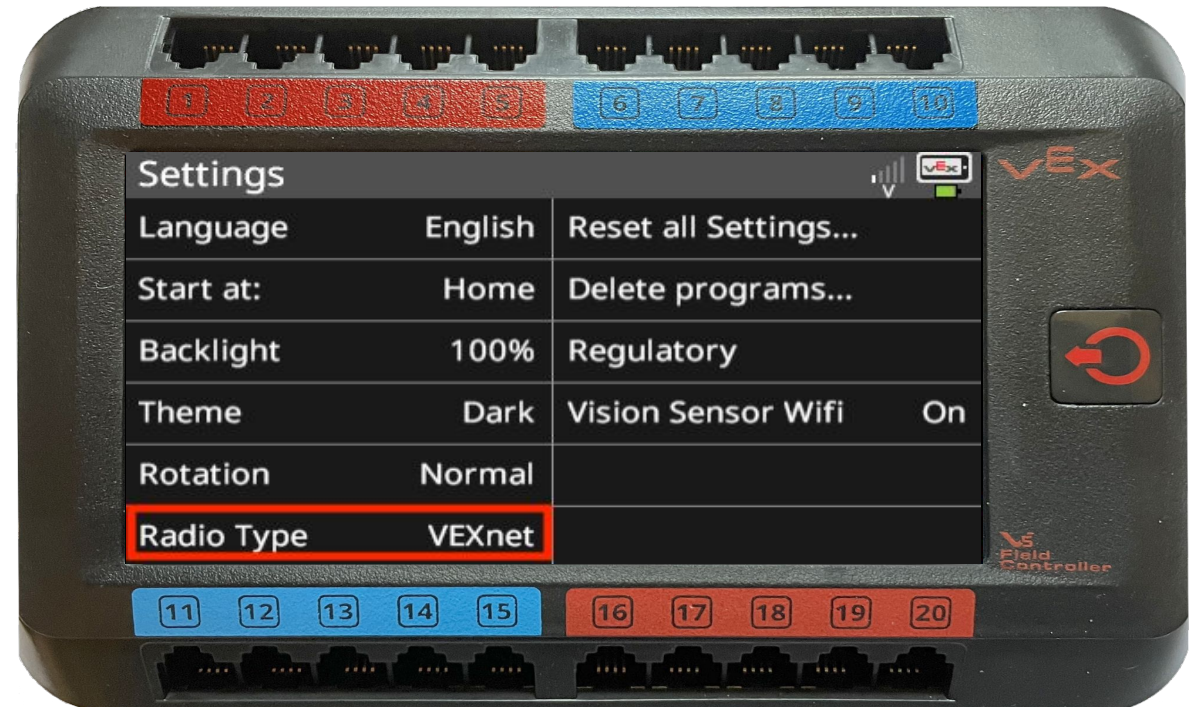 1 2 3 4 5 6 7 8 9 10
Settings
V
VEX
VEX
Language English
Reset all Settings...
Start at: Home
Delete programs...
Backlight 100%
Regulatory
Theme Dark
Vision Sensor Wifi On
Rotation Normal
Radio Type VEXnet
V5
Field
Controller
11 12 13 14 15 16 17 18 19 20